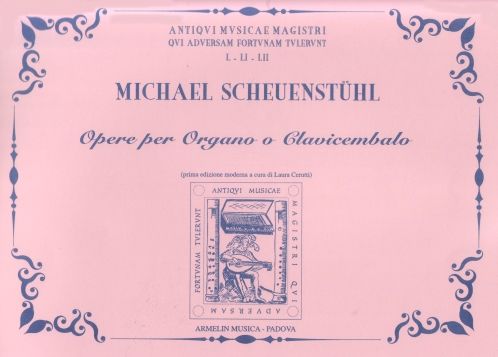 ANTIQVI MVSICAE MAGISTRI
QVI ADVERSAM FORTVNAM TVLERVNT
L - LI - LII
MICHAEL SCHEUENSTÜHL
Opere per Organo o Clavicembalo
(prima edizione moderna a cura di Laura Cerutti)
ANTIQVI MUSICAE
MAGISTRI QVI
ADVERSAM
FORTVNAM TVLERVNT
ARMELIN MUSICA - PADOVA